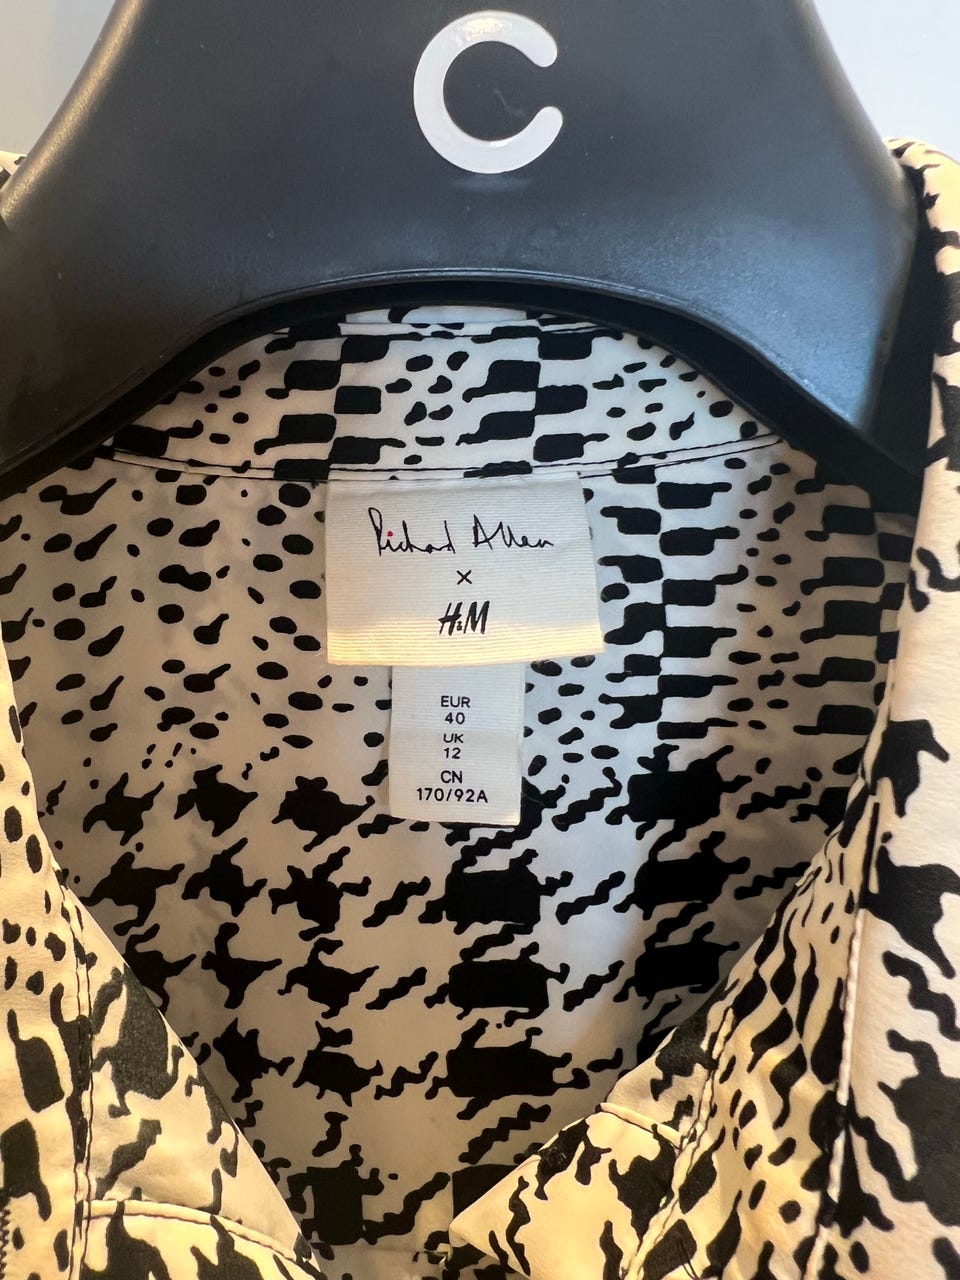 C
Richard Allan
x
H&M
EUR
40
UK
12
CN
170/92A